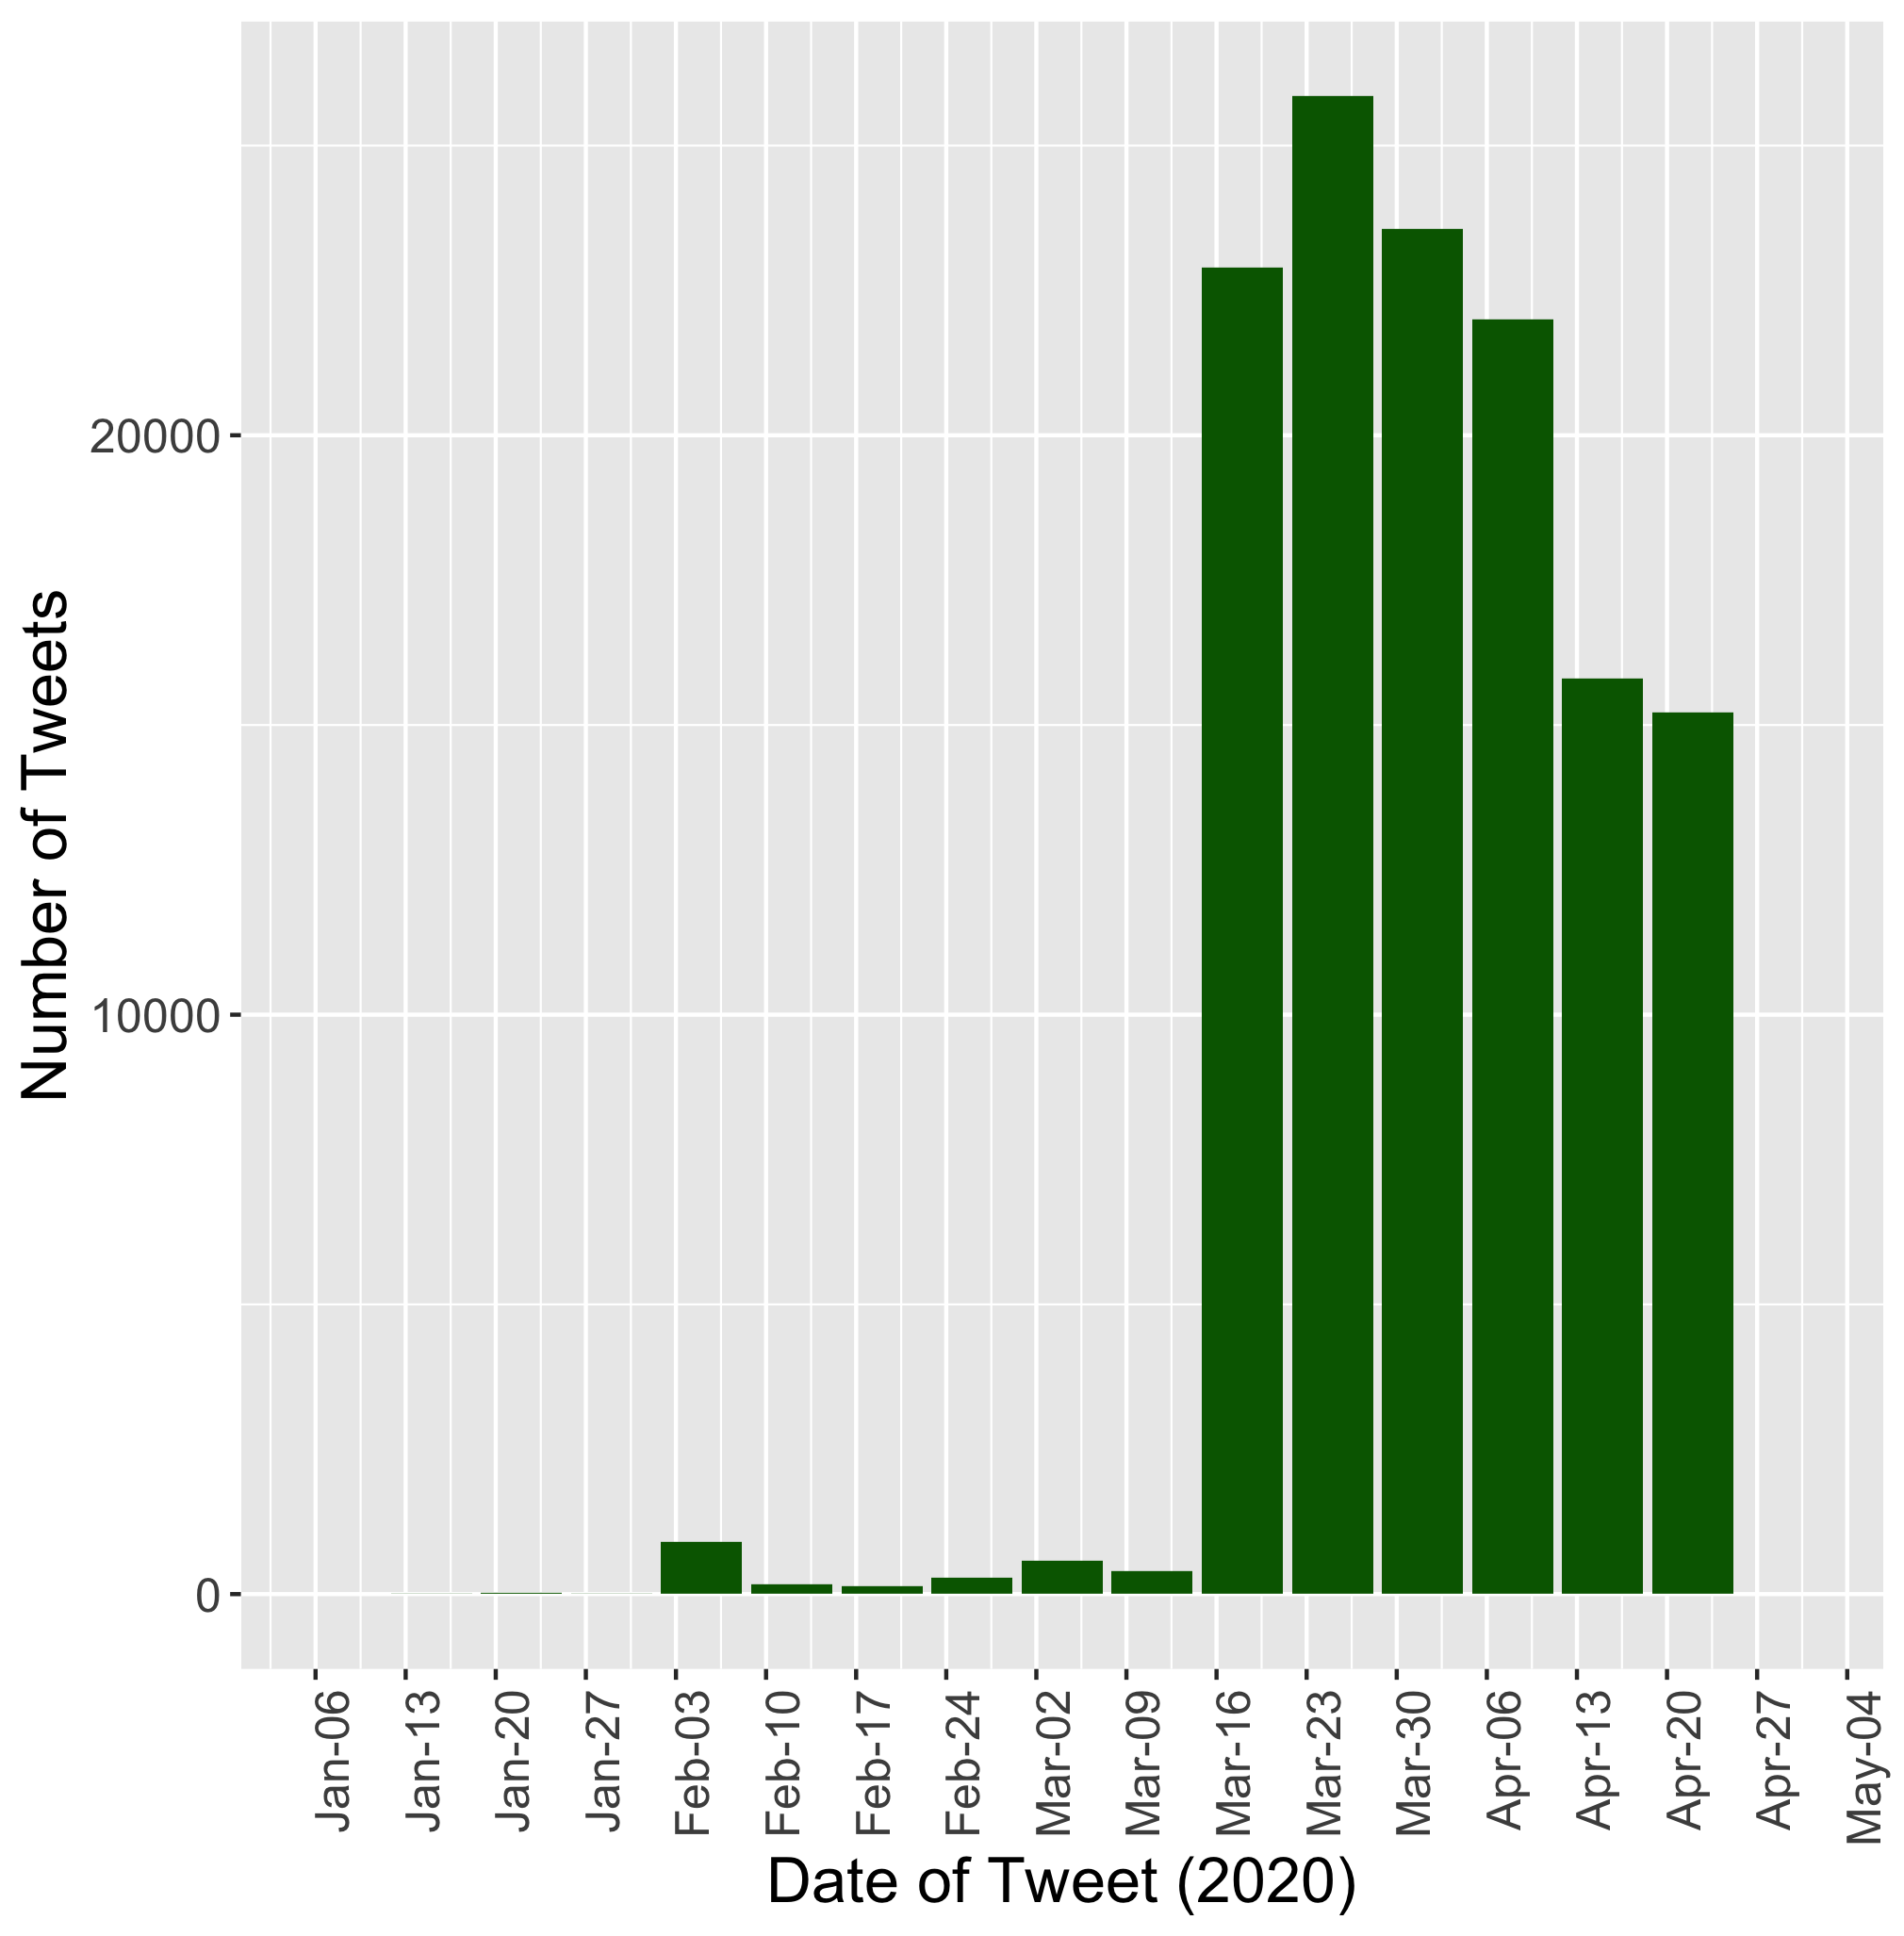 Number of Tweets
20000
10000
0
Jan-06
Jan-13
Jan-20
Jan-27
Feb-03
Feb-10
Feb-17
Feb-24
Mar-02
Mar-09
Mar-16
Mar-23
Mar-30
Apr-06
Apr-13
Apr-20
Apr-27
May-04
Date of Tweet (2020)